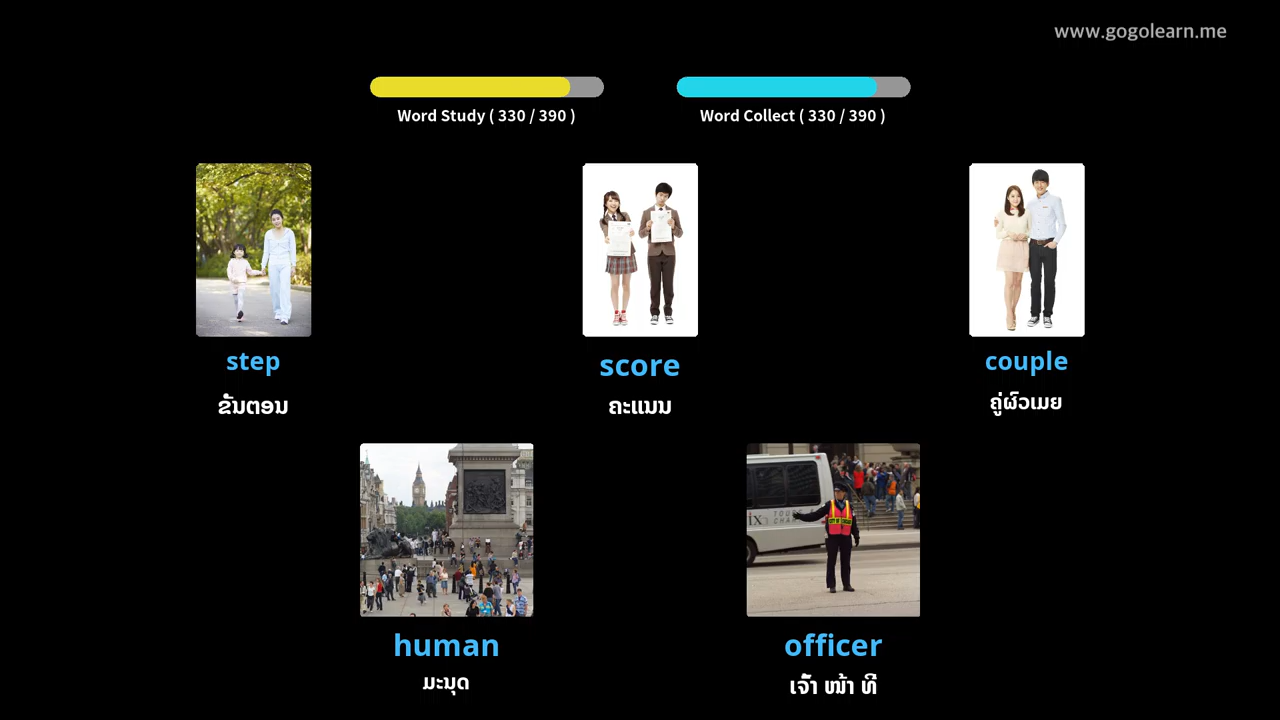 www.gogolearn.me
Word Study ( 330 / 390 )
Word Collect ( 330 / 390 )
step
score
couple
ຂັ້ນຕອນ
ຄະແນນ
ຄູ່ຜົວເມຍ
human
officer
ມະນຸດ
ເຈົ້າ ໜ້າ ທີ່